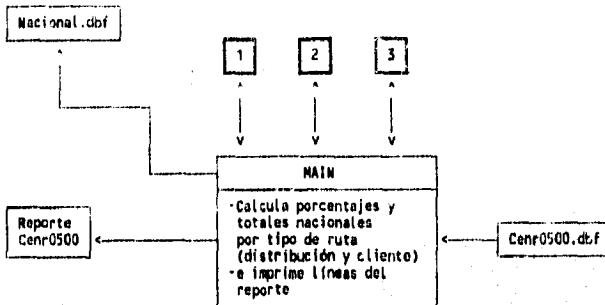 Nacional.dbf
1
2
3
MAIN
-Calcula porcentajes y
totales nacionales
por tipo de ruta
(distribución y cliente)
-e imprime líneas del
reporte
Reporte
Cenr0500
Cenr0500.dbf